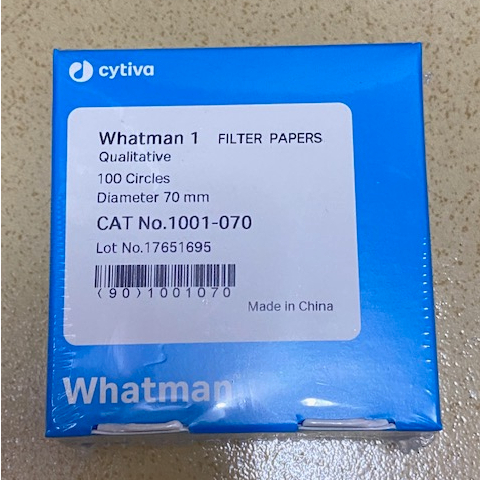 cytiva
Whatman 1 FILTER PAPERS
Qualitative
100 Circles
Diameter 70 mm
CAT No.1001-070
Lot No.17651695
(90)1001070
Made in China
Whatman